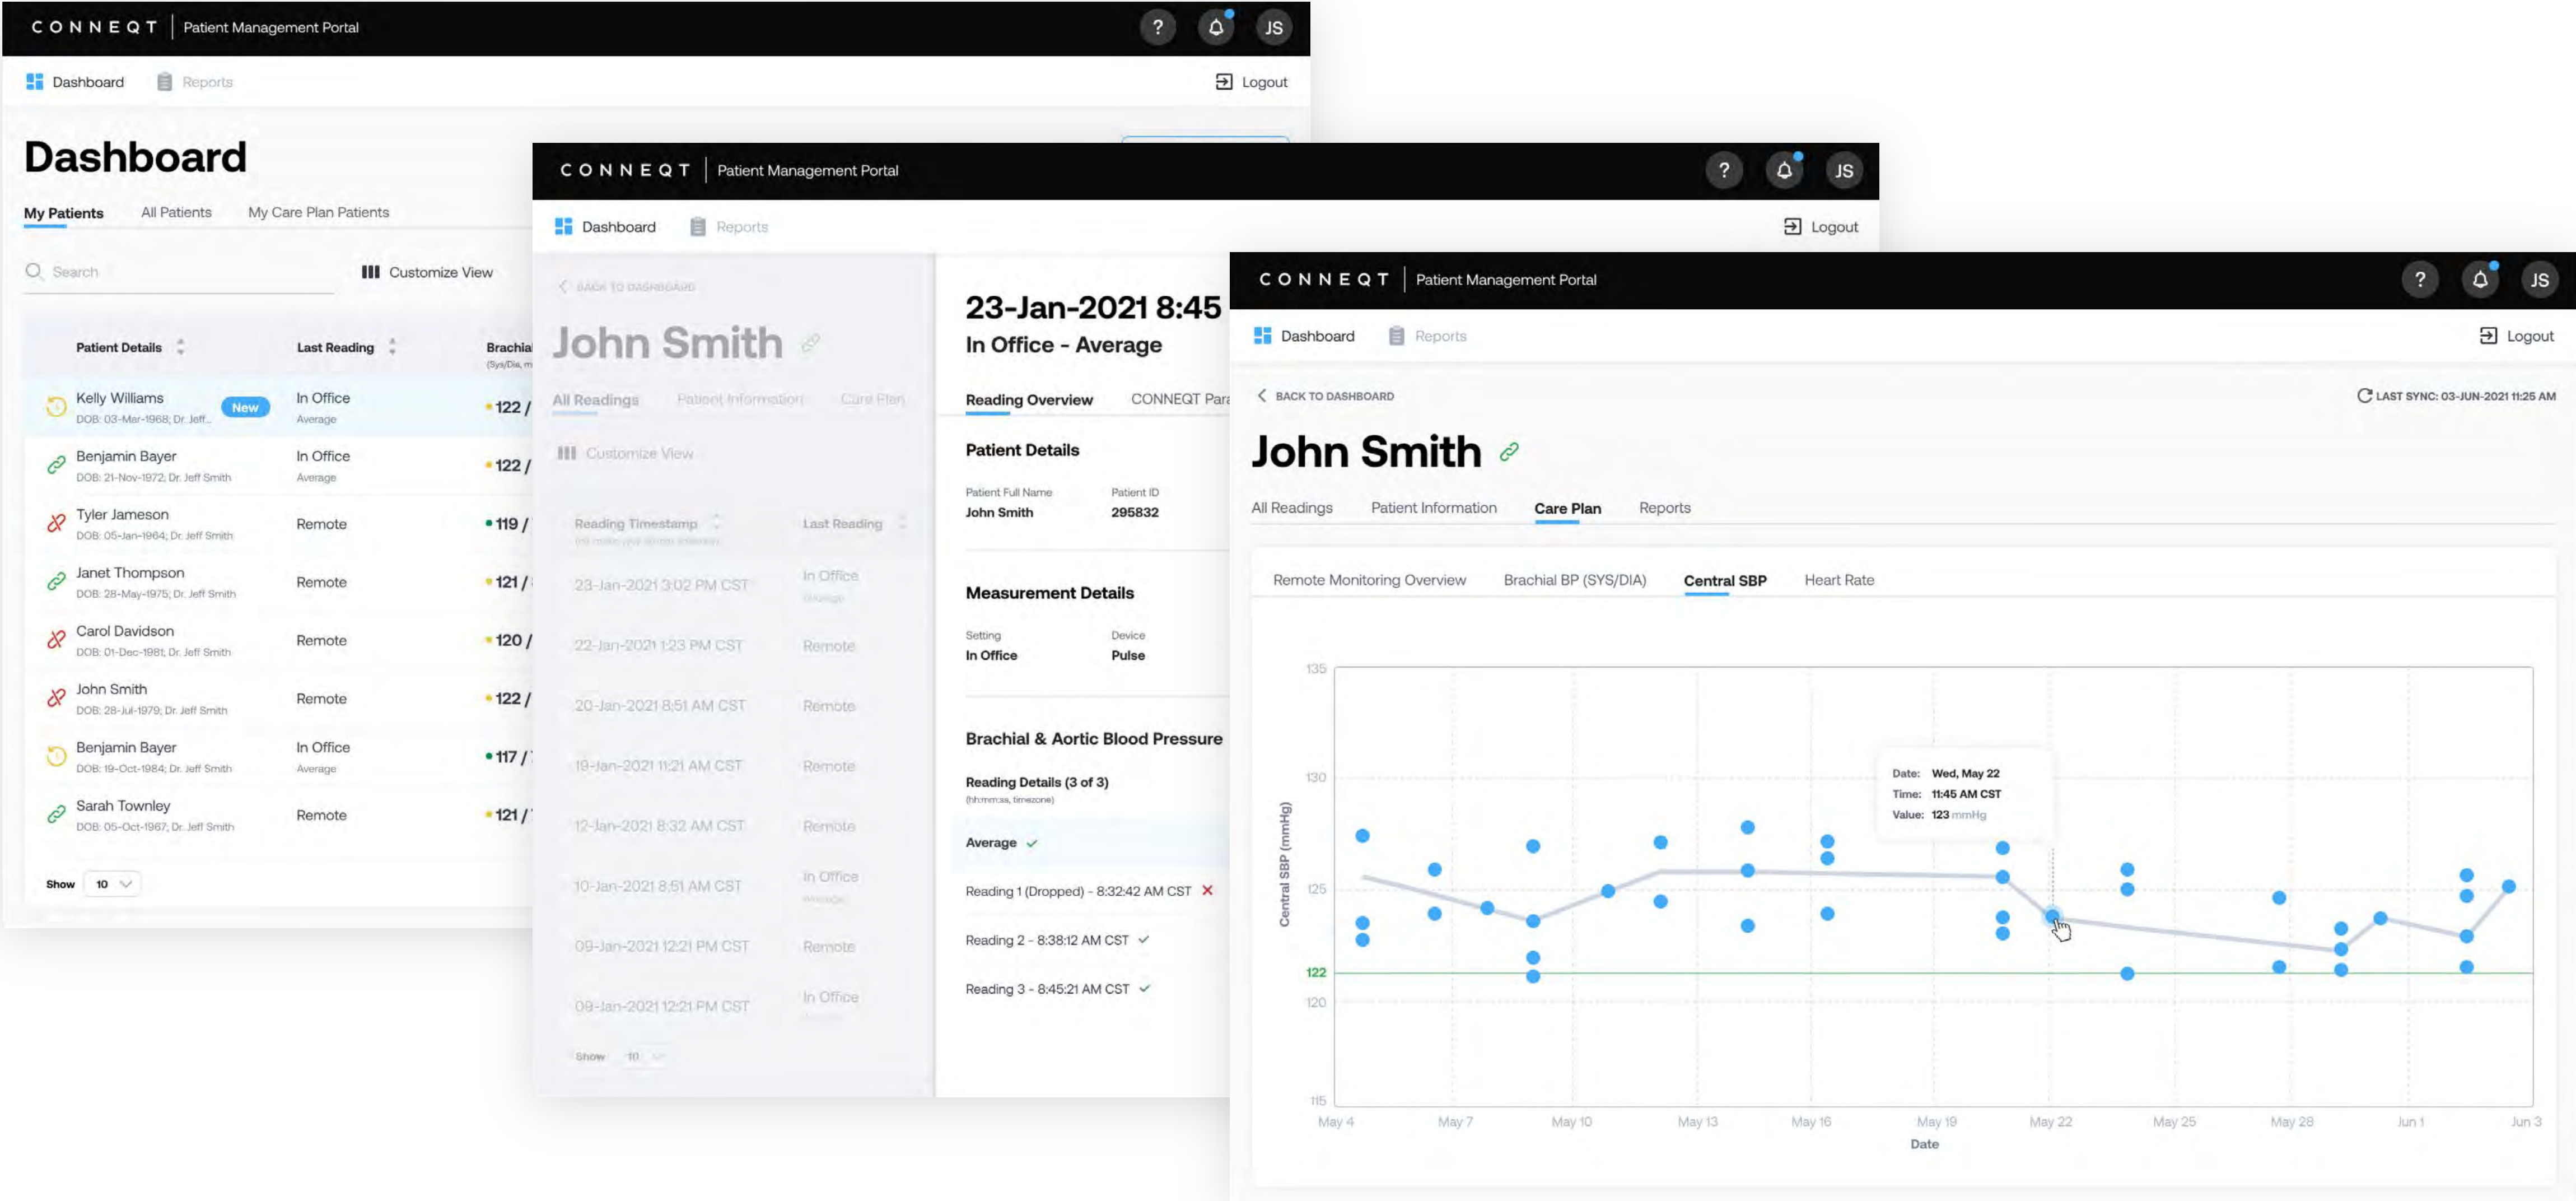 CONNEQT | Patient Management Portal
? JS
Dashboard Reports Logout
Dashboard
My Patients All Patients My Care Plan Patients
Search Customize View
Patient Details Last Reading Brachia
(Sys/Dia, m
Kelly Williams New In Office 122 /
DOB: 03-Mar-1968; Dr. Jeff... Average
Benjamin Bayer In Office 122 /
DOB: 21-Nov-1972; Dr. Jeff Smith Average
Tyler Jameson Remote 119 /
DOB: 05-Jan-1964; Dr. Jeff Smith
Janet Thompson Remote 121 /
DOB: 28-May-1975; Dr. Jeff Smith
Carol Davidson Remote 120 /
DOB: 01-Dec-1981; Dr. Jeff Smith
John Smith Remote 122 /
DOB: 28-Jul-1979; Dr. Jeff Smith
Benjamin Bayer In Office 117 /
DOB: 19-Oct-1984; Dr. Jeff Smith Average
Sarah Townley Remote 121 /
DOB: 05-Oct-1967; Dr. Jeff Smith
Show 10
CONNEQT | Patient Management Portal
? JS
Dashboard Reports Logout
BACK TO DASHBOARD
John Smith
All Readings Patient Information Care Plan
Customize View
Reading Timestamp Last Reading
23-Jan-2021 3:02 PM CST In Office
Average
22-Jan-2021 1:23 PM CST Remote
20-Jan-2021 8:51 AM CST Remote
19-Jan-2021 11:21 AM CST Remote
12-Jan-2021 8:32 AM CST Remote
10-Jan-2021 8:51 AM CST In Office
Average
09-Jan-2021 12:21 PM CST Remote
09-Jan-2021 12:21 PM CST In Office
Show 10
23-Jan-2021 8:45
In Office - Average
Reading Overview CONNEQT Para
Patient Details
Patient Full Name Patient ID
John Smith 295832
Measurement Details
Setting Device
In Office Pulse
Brachial & Aortic Blood Pressure
Reading Details (3 of 3)
(hh:mm:ss, timezone)
Average
Reading 1 (Dropped) - 8:32:42 AM CST
Reading 2 - 8:38:12 AM CST
Reading 3 - 8:45:21 AM CST
CONNEQT | Patient Management Portal
? JS
Dashboard Reports Logout
BACK TO DASHBOARD LAST SYNC: 03-JUN-2021 11:25 AM
John Smith
All Readings Patient Information Care Plan Reports
Remote Monitoring Overview Brachial BP (SYS/DIA) Central SBP Heart Rate
Central SBP (mmHg)
135
130
125
122
120
115
Date: Wed, May 22
Time: 11:45 AM CST
Value: 123 mmHg
May 4 May 7 May 10 May 13 May 16 May 19 May 22 May 25 May 28 Jun 1 Jun 3
Date